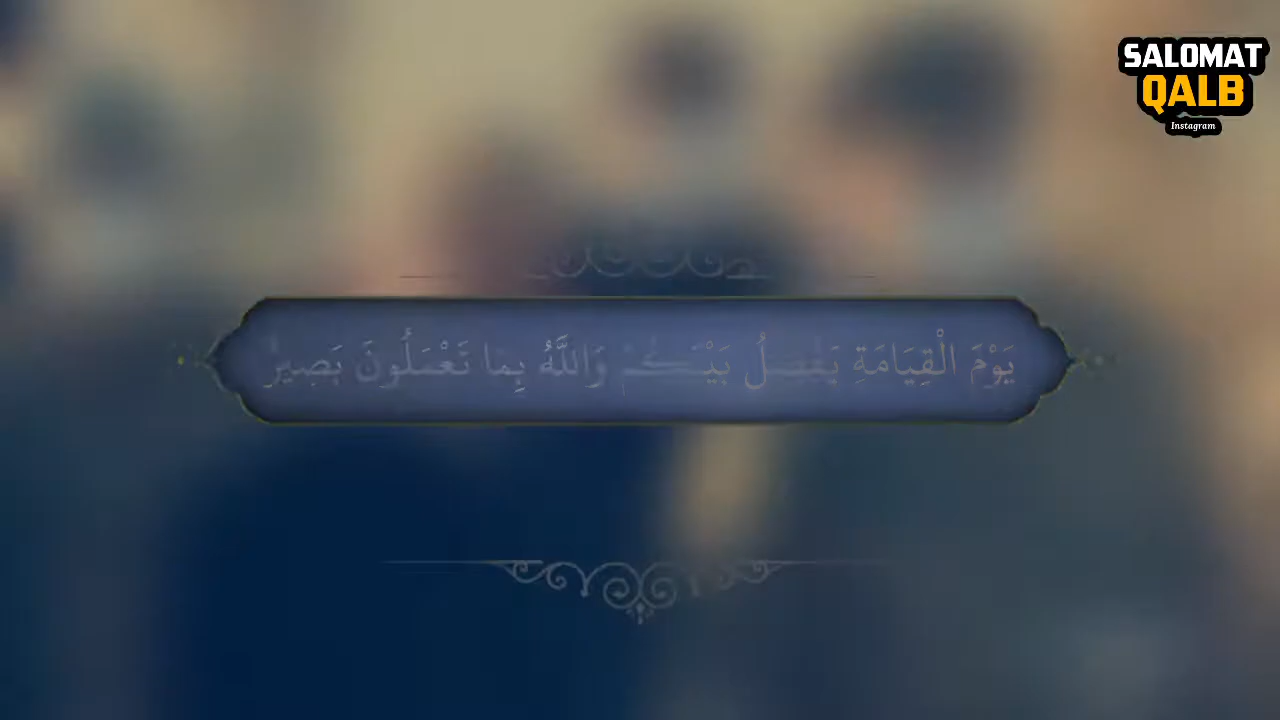 SALOMAT
QALB
Instagram
يَوْمَ الْقِيَامَةِ يَفْصِلُ بَيْنَكُمْ وَاللَّهُ بِمَا تَعْمَلُونَ بَصِيرٌ